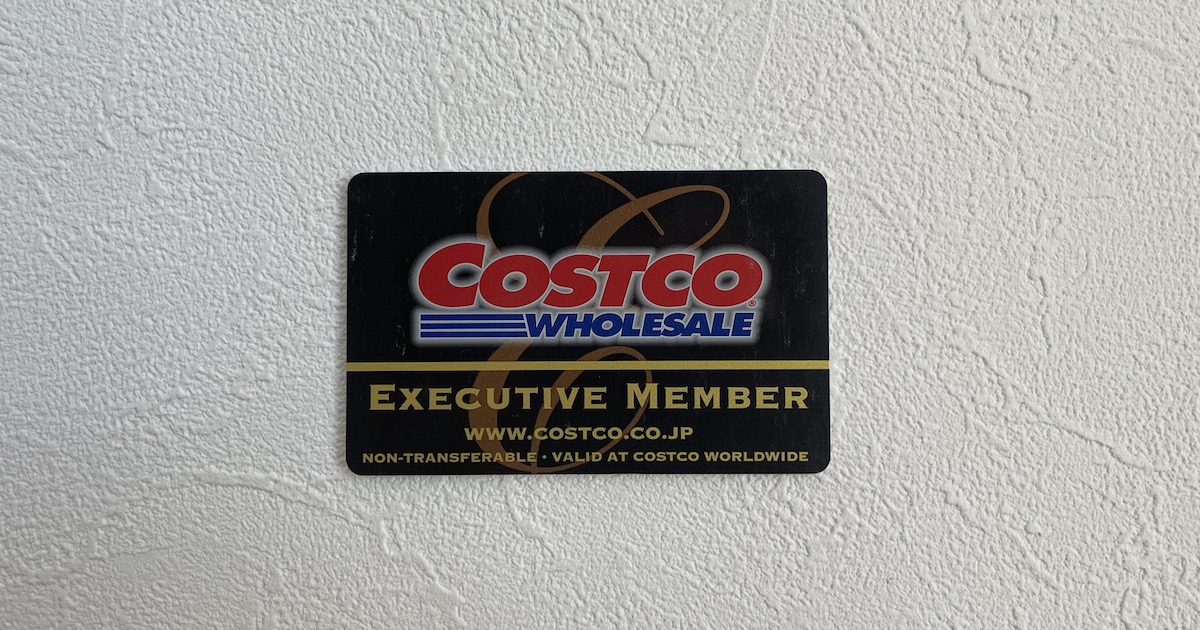 COSTCO®
WHOLESALE
EXECUTIVE MEMBER
WWW.COSTCO.CO.JP
NON-TRANSFERABLE · VALID AT COSTCO WORLDWIDE